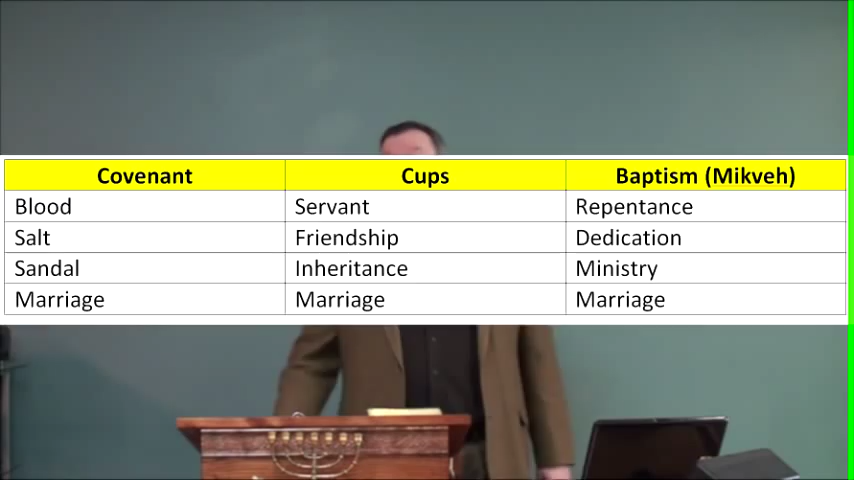 Covenant Cups Baptism (Mikveh)
Blood Servant Repentance
Salt Friendship Dedication
Sandal Inheritance Ministry
Marriage Marriage Marriage